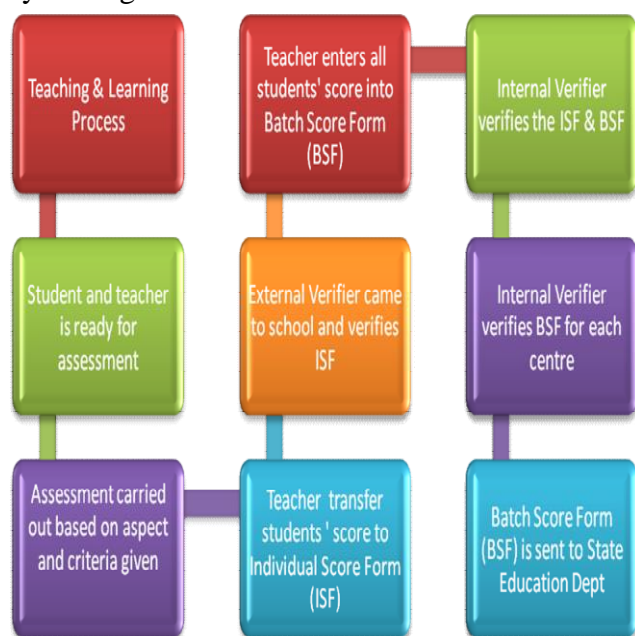 Teaching & Learning
Process
Student and teacher
is ready for
assessment
Assessment carried
out based on aspect
and criteria given
Teacher transfer
students ' score to
Individual Score Form
(ISF)
External Verifier came
to school and verifies
ISF
Teacher enters all
students' score into
Batch Score Form
(BSF)
Internal Verifier
verifies the ISF & BSF
Internal Verifier
verifies BSF for each
centre
Batch Score Form
(BSF) is sent to State
Education Dept